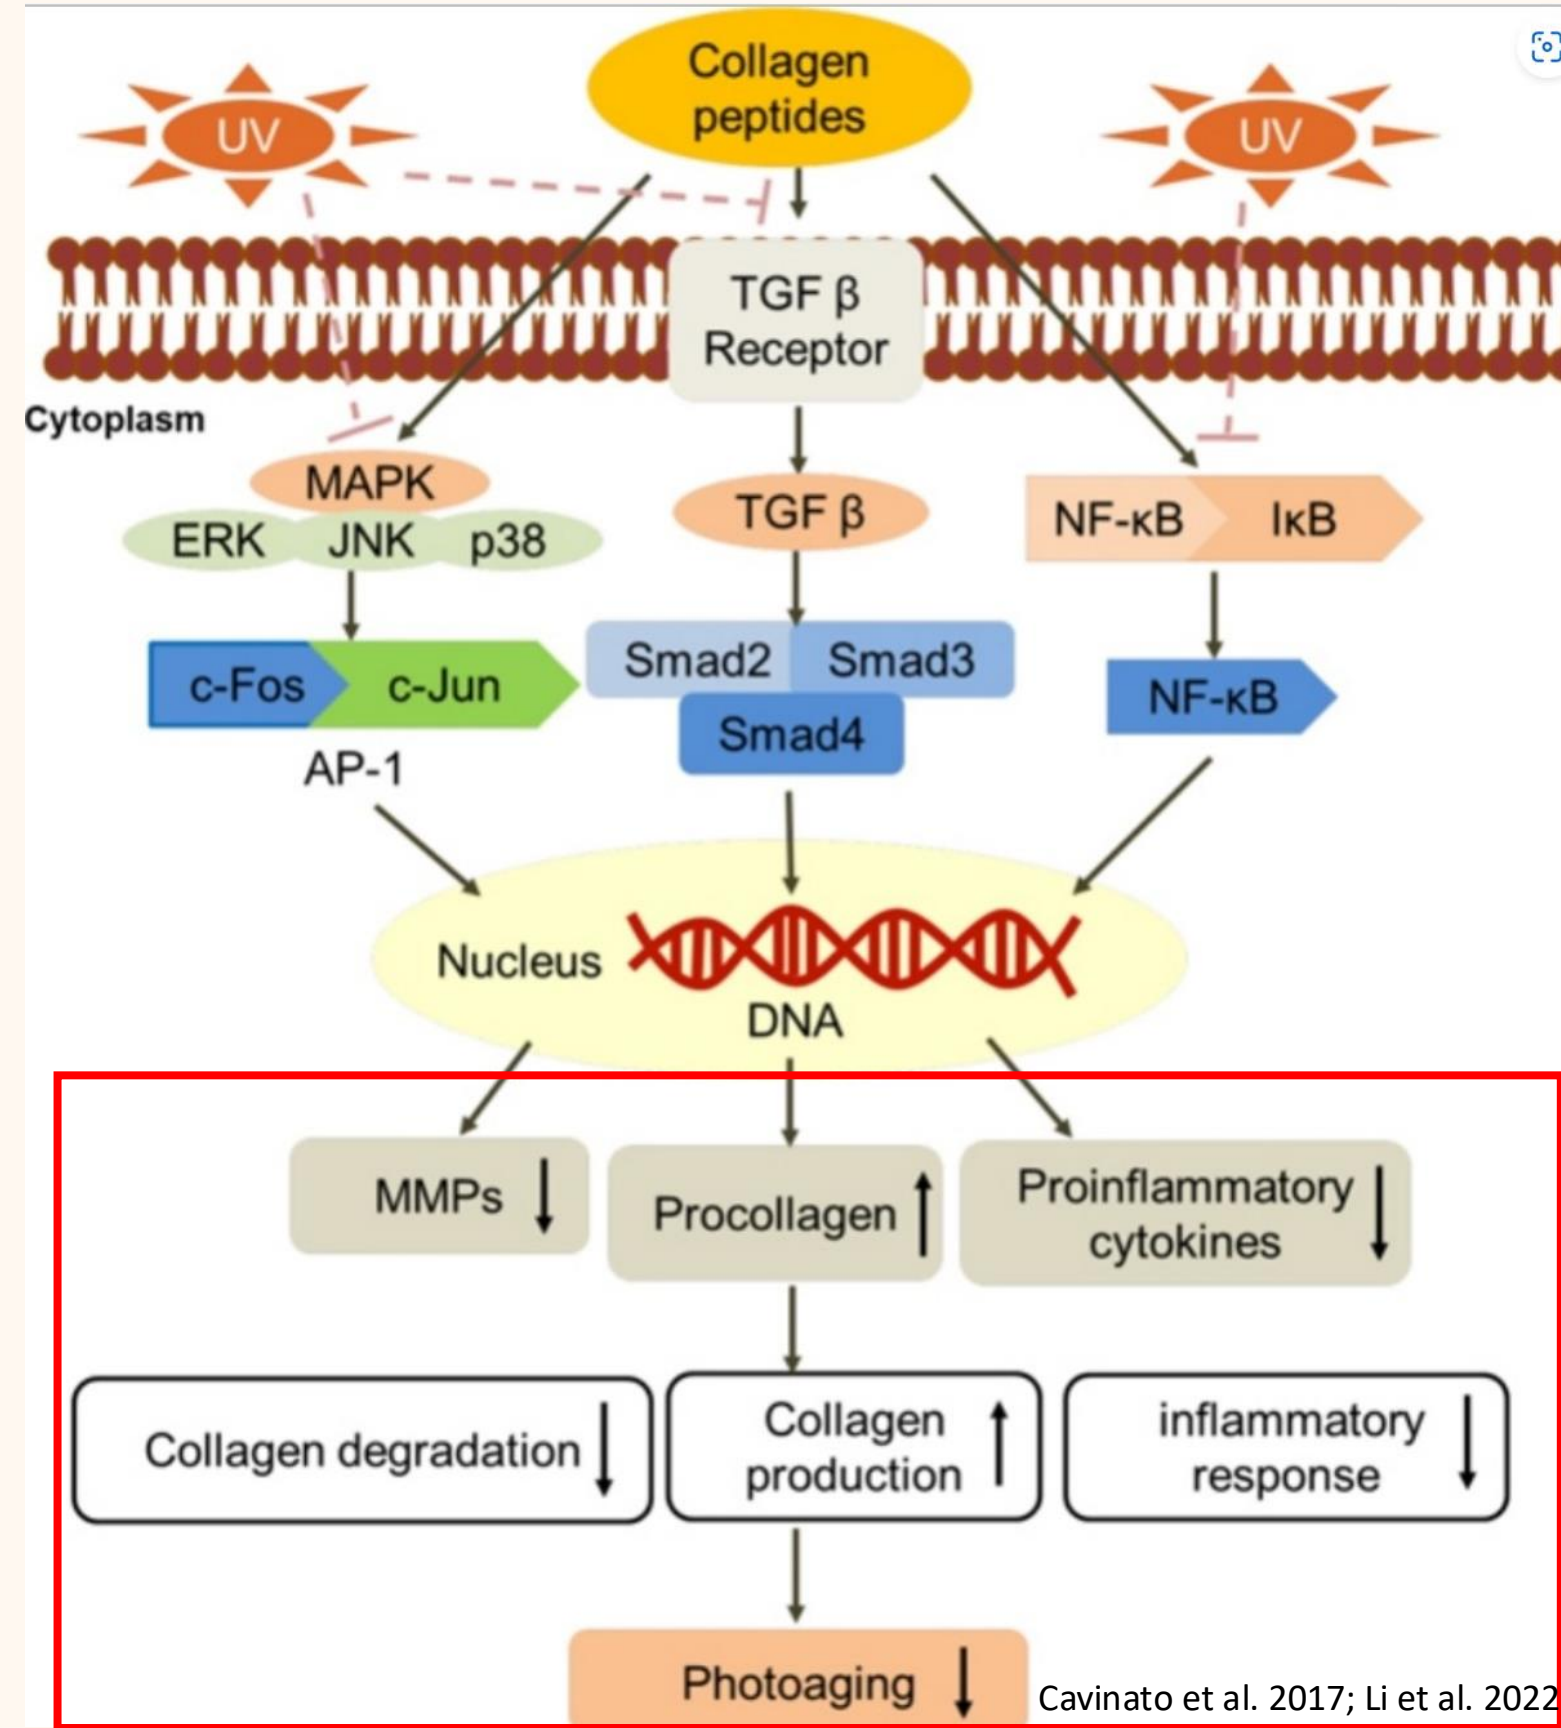 Collagen
peptides
UV
UV
TGF β
Receptor
Cytoplasm
MAPK
ERK JNK p38
TGF β
NF-κB IκB
c-Fos c-Jun
AP-1
Smad2 Smad3
Smad4
NF-κB
Nucleus
DNA
MMPs
Procollagen
Proinflammatory
cytokines
Collagen degradation
Collagen
production
inflammatory
response
Photoaging
Cavinato et al. 2017; Li et al. 2022